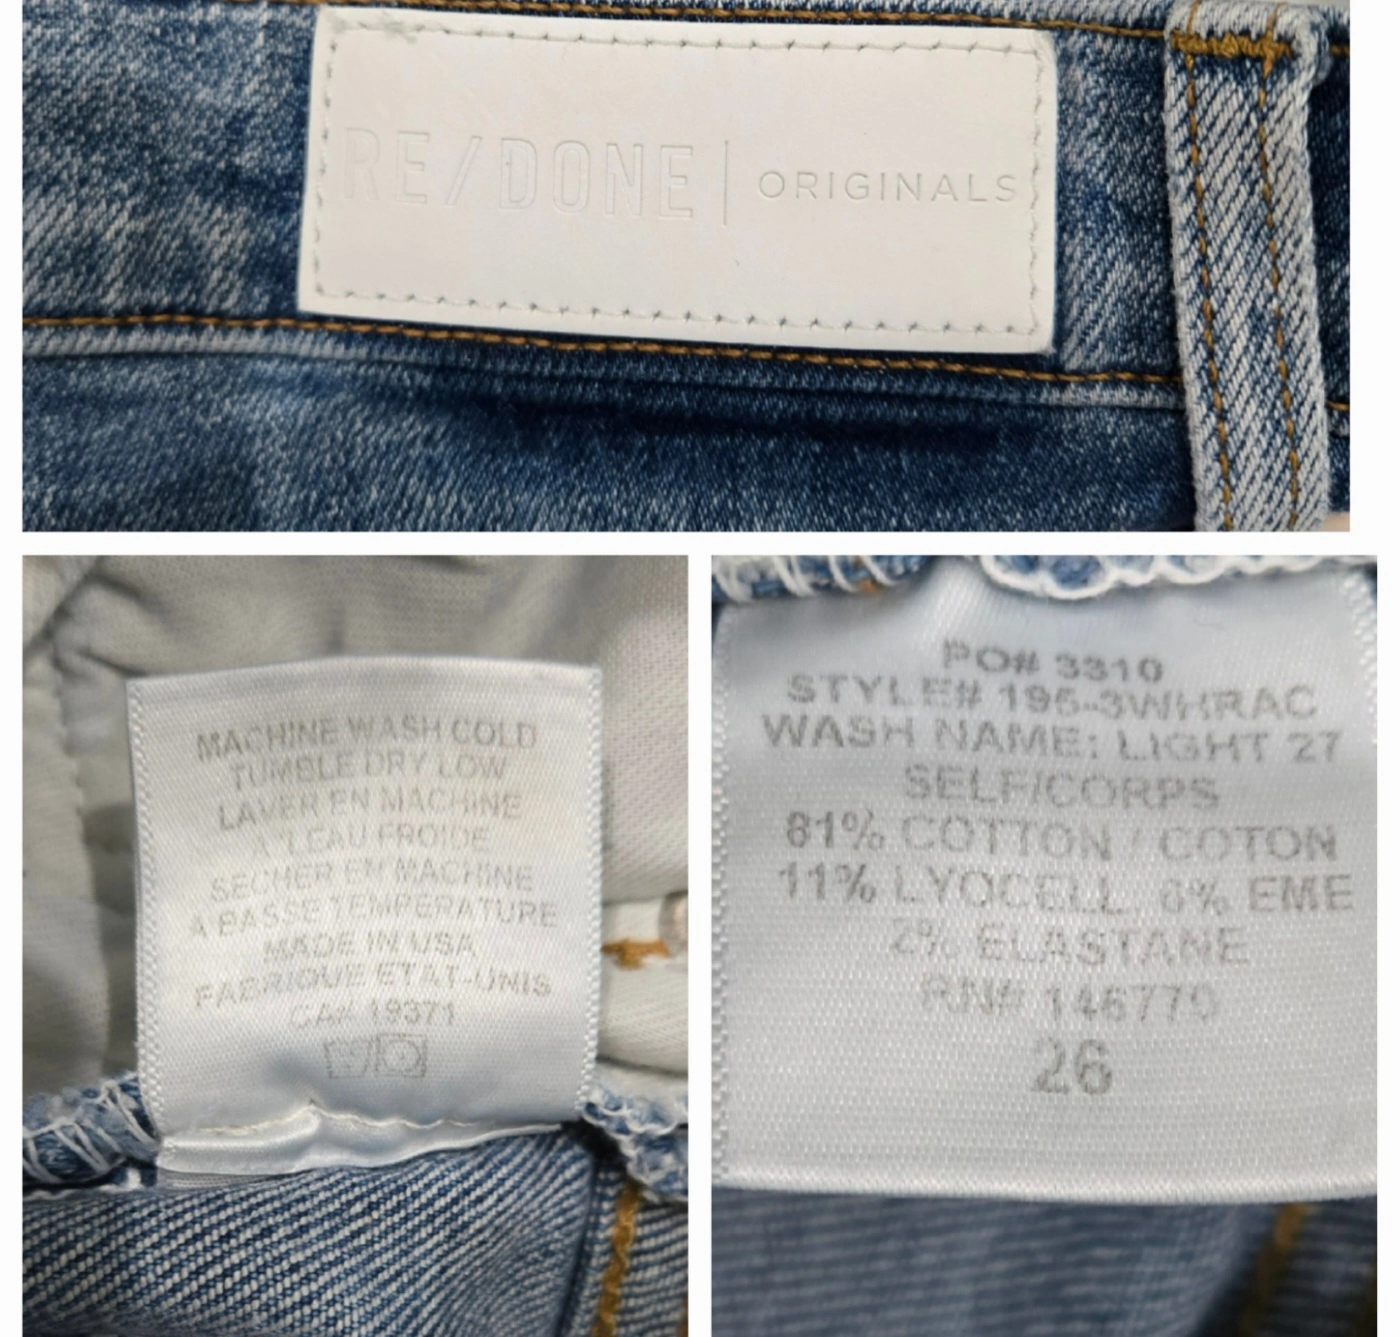 RE/DONE | ORIGINALS
MACHINE WASH COLD
TUMBLE DRY LOW
LAVER EN MACHINE
A L'EAU FROIDE
SECHER EN MACHINE
A BASSE TEMPERATURE
MADE IN USA
FABRIQUE ETAT-UNIS
CA# 19371
PO# 3310
STYLE# 195-3WHRAC
WASH NAME: LIGHT 27
SELF/CORPS
81% COTTON / COTON
11% LYOCELL 6% EME
2% ELASTANE
RN# 146770
26